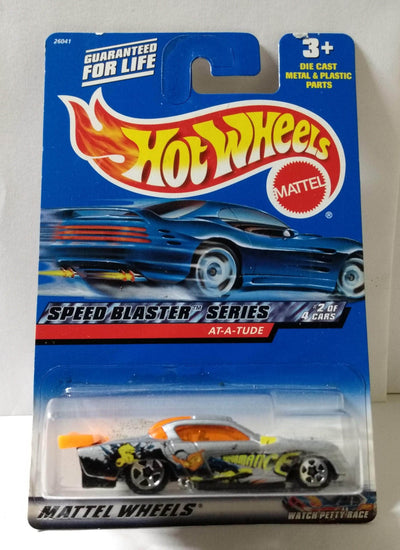 26041
GUARANTEED
FOR LIFE
3+
DIE CAST
METAL & PLASTIC
PARTS
HOT WHEELS
MATTEL
®
SPEED BLASTER™ SERIES
2 OF
4 CARS
AT-A-TUDE
MATTEL WHEELS®
WATCH PETTY RACE